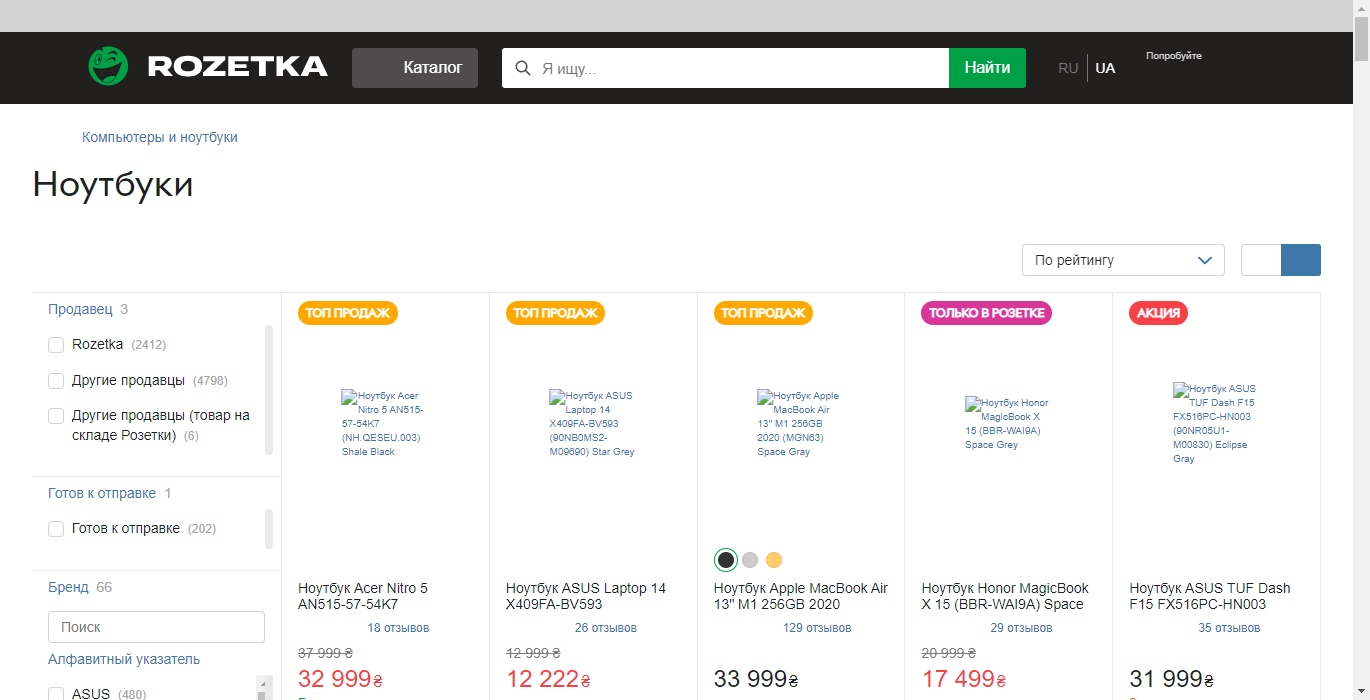 ROZETKA
Каталог
Я ищу...
Найти
RU UA
Попробуйте
Компьютеры и ноутбуки
Ноутбуки
По рейтингу
Продавец 3
Rozetka (2412)
Другие продавцы (4798)
Другие продавцы (товар на
складе Розетки) (6)
Готов к отправке 1
Готов к отправке (202)
Бренд 66
Поиск
Алфавитный указатель
ASUS (480)
ТОП ПРОДАЖ
Ноутбук Acer
Nitro 5 AN515-
57-54K7
(NH.QESEU.003)
Shale Black
Ноутбук Acer Nitro 5
AN515-57-54K7
18 отзывов
37 999 ₴
32 999₴
ТОП ПРОДАЖ
Ноутбук ASUS
Laptop 14
X409FA-BV593
(90NB0MS2-
M09690) Star Grey
Ноутбук ASUS Laptop 14
X409FA-BV593
26 отзывов
12 999 ₴
12 222₴
ТОП ПРОДАЖ
Ноутбук Apple
MacBook Air
13" M1 256GB
2020 (MGN63)
Space Gray
Ноутбук Apple MacBook Air
13" M1 256GB 2020
129 отзывов
33 999₴
ТОЛЬКО В РОЗЕТКЕ
Ноутбук Honor
MagicBook X
15 (BBR-WAI9A)
Space Grey
Ноутбук Honor MagicBook
X 15 (BBR-WAI9A) Space
29 отзывов
20 999 ₴
17 499₴
АКЦИЯ
Ноутбук ASUS
TUF Dash F15
FX516PC-HN003
(90NR05U1-
M00830) Eclipse
Gray
Ноутбук ASUS TUF Dash
F15 FX516PC-HN003
35 отзывов
31 999₴